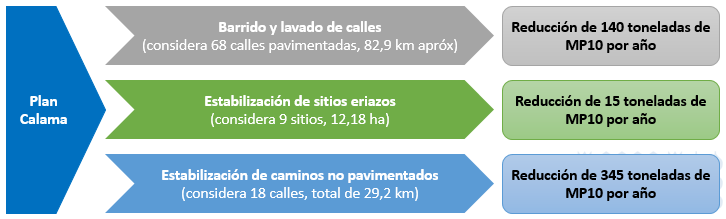 Plan
Calama
Barrido y lavado de calles
(considera 68 calles pavimentadas, 82,9 km apróx)
Reducción de 140 toneladas de
MP10 por año
Estabilización de sitios eriazos
(considera 9 sitios, 12,18 ha)
Reducción de 15 toneladas de
MP10 por año
Estabilización de caminos no pavimentados
(considera 18 calles, total de 29,2 km)
Reducción de 345 toneladas de
MP10 por año